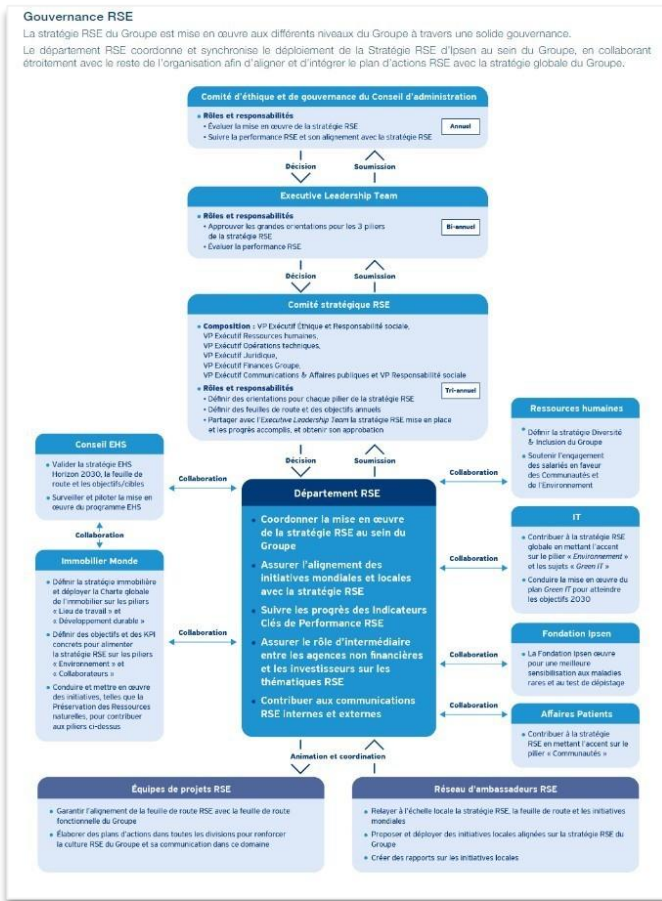 Gouvernance RSE
La stratégie RSE du Groupe est mise en œuvre aux différents niveaux du Groupe à travers une solide gouvernance.
Le département RSE coordonne et synchronise le déploiement de la Stratégie RSE d'Ipsen au sein du Groupe, en collaborant
étroitement avec le reste de l'organisation afin d'aligner et d'intégrer le plan d'actions RSE avec la stratégie globale du Groupe.
Comité d'éthique et de gouvernance du Conseil d'administration
• Rôles et responsabilités
• Évaluer la mise en œuvre de la stratégie RSE
• Suivre la performance RSE et son alignement avec la stratégie RSE
Annuel
Décision
Soumission
Executive Leadership Team
• Rôles et responsabilités
• Approuver les grandes orientations pour les 3 piliers
de la stratégie RSE
• Évaluer la performance RSE
Bi-annuel
Décision
Soumission
Comité stratégique RSE
• Composition : VP Exécutif Éthique et Responsabilité sociale,
VP Exécutif Ressources humaines,
VP Exécutif Opérations techniques,
VP Exécutif Juridique,
VP Exécutif Finances Groupe,
VP Exécutif Communications & Affaires publiques et VP Responsabilité sociale
• Rôles et responsabilités
• Définir des orientations pour chaque pilier de la stratégie RSE
• Définir des feuilles de route et des objectifs annuels
• Partager avec l'Executive Leadership Team la stratégie RSE mise en place
et les progrès accomplis, et obtenir son approbation
Tri-annuel
Décision
Soumission
Conseil EHS
• Valider la stratégie EHS
Horizon 2030, la feuille de
route et les objectifs/cibles
• Surveiller et piloter la mise en
œuvre du programme EHS
Collaboration
Collaboration
Immobilier Monde
• Définir la stratégie immobilière
et déployer la Charte globale
de l'immobilier sur les piliers
« Lieu de travail » et
« Développement durable »
• Définir des objectifs et des KPI
concrets pour alimenter
la stratégie RSE sur les piliers
« Environnement » et
« Collaborateurs »
• Conduire et mettre en œuvre
des initiatives, telles que la
Préservation des Ressources
naturelles, pour contribuer
aux piliers ci-dessus
Collaboration
Département RSE
• Coordonner la mise en œuvre
de la stratégie RSE au sein du
Groupe
• Assurer l'alignement des
initiatives mondiales et locales
avec la stratégie RSE
• Suivre les progrès des Indicateurs
Clés de Performance RSE
• Assurer le rôle d'intermédiaire
entre les agences non financières
et les investisseurs sur les
thématiques RSE
• Contribuer aux communications
RSE internes et externes
Collaboration
Ressources humaines
• Définir la stratégie Diversité
& Inclusion du Groupe
• Soutenir l'engagement
des salariés en faveur
des Communautés et
de l'Environnement
Collaboration
IT
• Contribuer à la stratégie RSE
globale en mettant l'accent
sur le pilier « Environnement »
et les sujets « Green IT »
• Conduire la mise en œuvre du
plan Green IT pour atteindre
les objectifs 2030
Collaboration
Fondation Ipsen
• La Fondation Ipsen œuvre
pour une meilleure
sensibilisation aux maladies
rares et au test de dépistage
Collaboration
Affaires Patients
• Contribuer à la stratégie
RSE en mettant l'accent sur le
pilier « Communautés »
Animation et coordination
Équipes de projets RSE
• Garantir l'alignement de la feuille de route RSE avec la feuille de route
fonctionnelle du Groupe
• Élaborer des plans d'actions dans toutes les divisions pour renforcer
la culture RSE du Groupe et sa communication dans ce domaine
Réseau d'ambassadeurs RSE
• Relayer à l'échelle locale la stratégie RSE, la feuille de route et les initiatives
mondiales
• Proposer et déployer des initiatives locales alignées sur la stratégie RSE du
Groupe
• Créer des rapports sur les initiatives locales